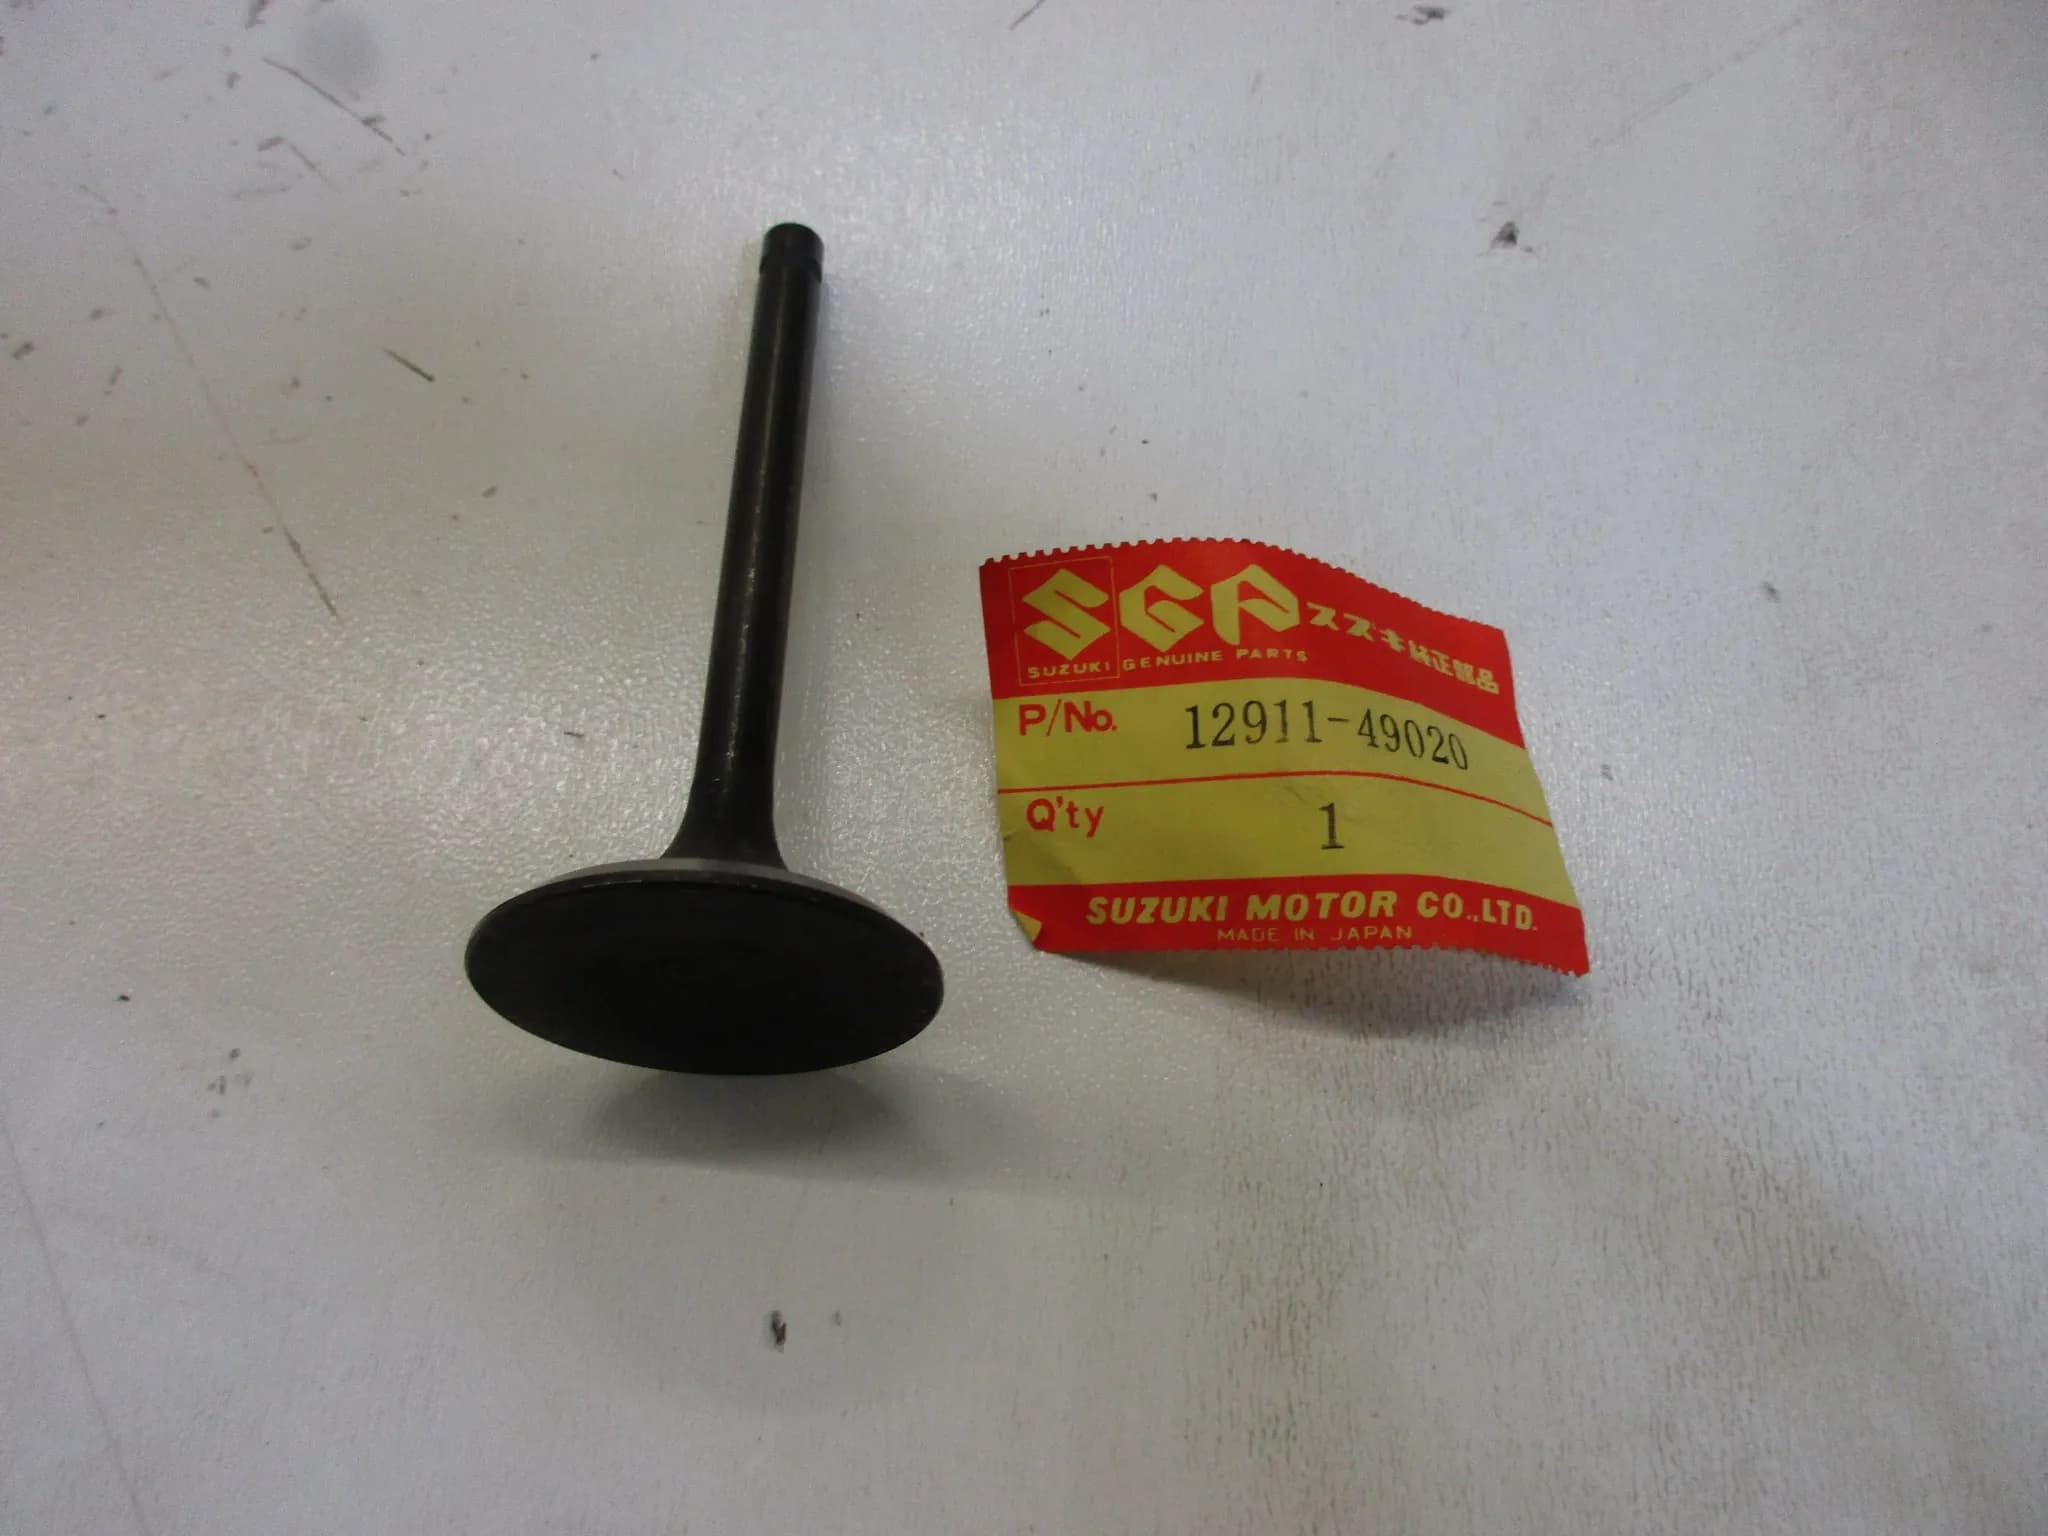 SGP スズキ純正部品
SUZUKI GENUINE PARTS
P/No. 12911-49020
Q'ty 1
SUZUKI MOTOR CO.,LTD.
MADE IN JAPAN